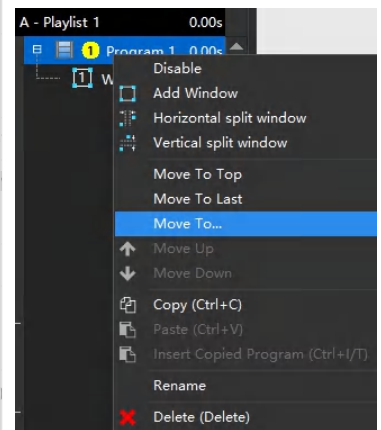 A - Playlist 1 0.00s
1 Program 1 0.00s
1 W
Disable
Add Window
Horizontal split window
Vertical split window
Move To Top
Move To Last
Move To...
Move Up
Move Down
Copy (Ctrl+C)
Paste (Ctrl+V)
Insert Copied Program (Ctrl+I/T)
Rename
Delete (Delete)